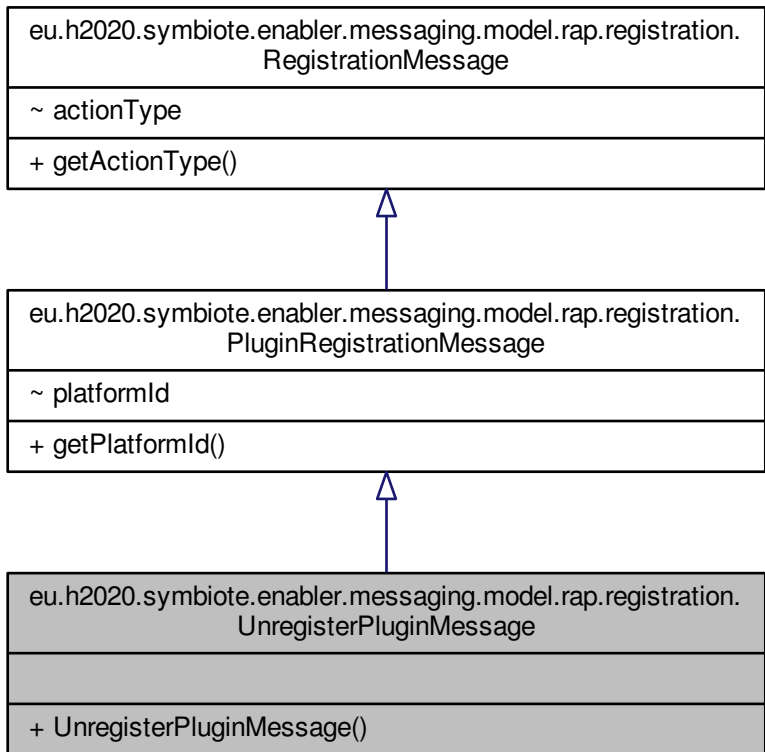 eu.h2020.symbiote.enabler.messaging.model.rap.registration.
RegistrationMessage
~ actionType
+ getActionType()
eu.h2020.symbiote.enabler.messaging.model.rap.registration.
PluginRegistrationMessage
~ platformId
+ getPlatformId()
eu.h2020.symbiote.enabler.messaging.model.rap.registration.
UnregisterPluginMessage
+ UnregisterPluginMessage()